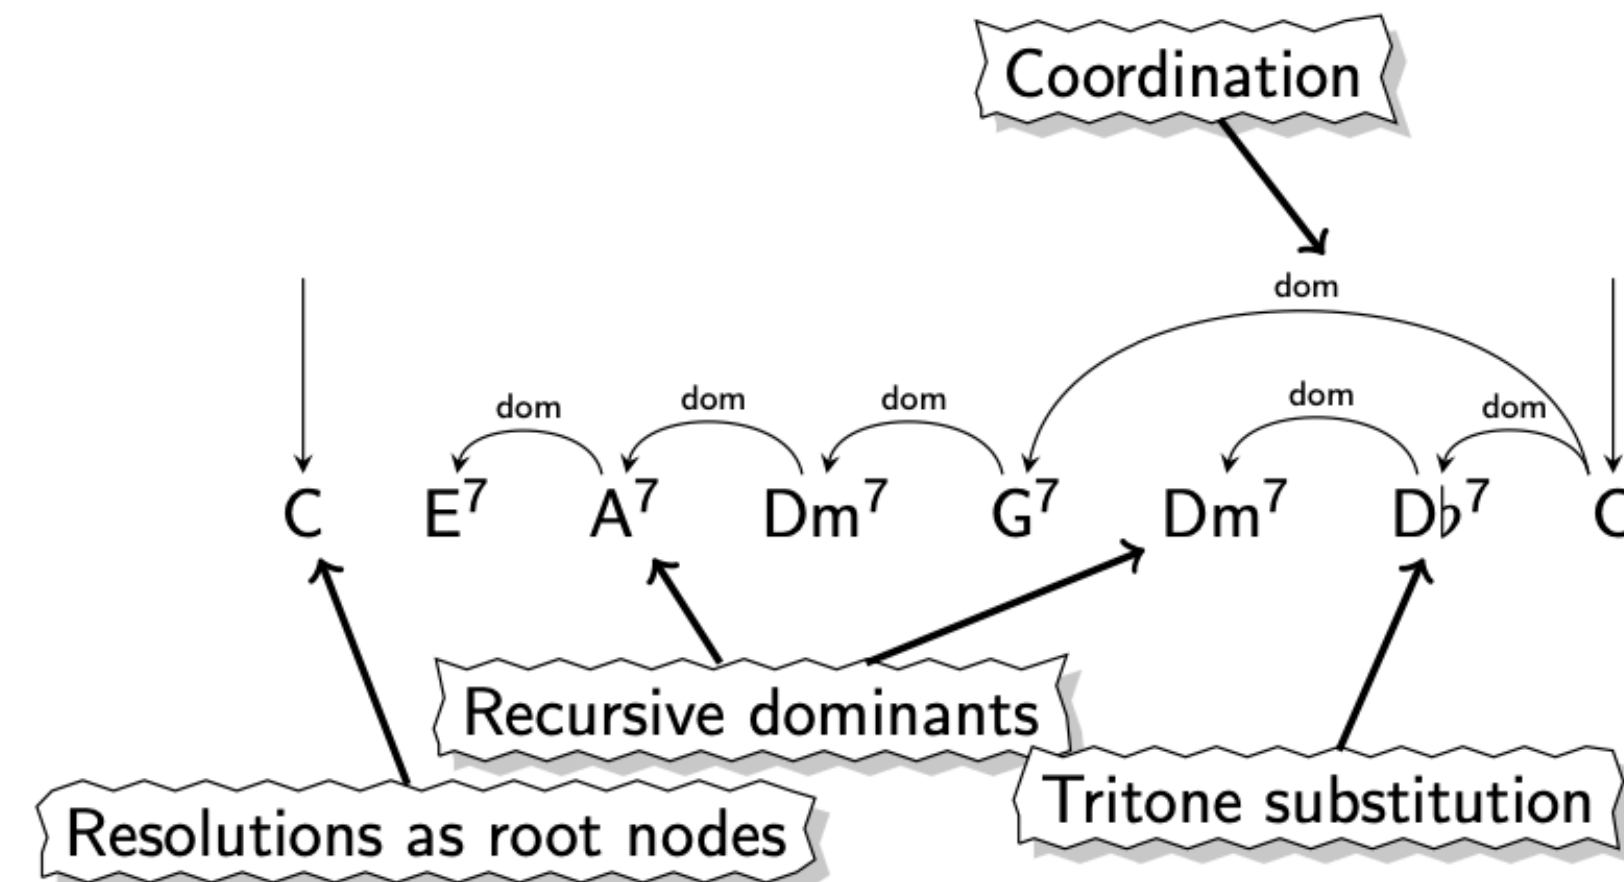 Coordination
dom
dom dom dom dom dom
C E⁷ A⁷ Dm⁷ G⁷ Dm⁷ D♭⁷
Recursive dominants
Tritone substitution
Resolutions as root nodes